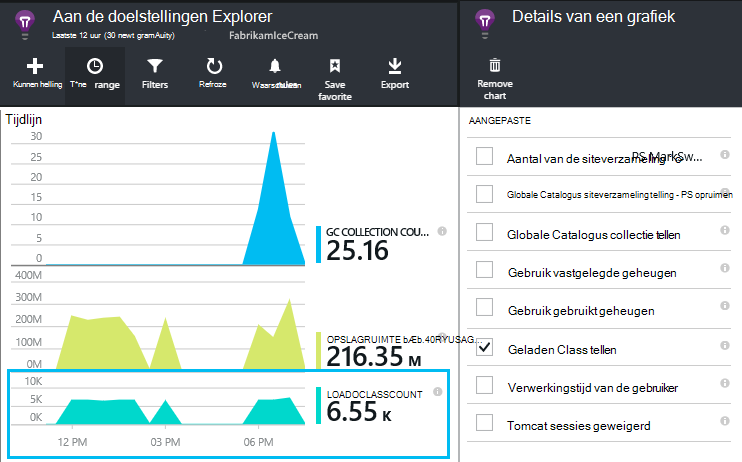 Aan de doelstellingen Explorer
Laatste 12 uur (30 newt gramAuity)
FabrikamIceCream
Kunnen helling
T*ne range
Filters
Refroze
Save favorite
Export
Tijdlijn
30
25
20
15
10
5
0
GC COLLECTION COU...
25.16
400M
300M
200M
100M
0M
OPSLAGRUIMTE bÆb.40RYUSAG...
216.35 M
10K
5K
0K
LOADOCLASSCOUNT
6.55 K
12 PM
03 PM
06 PM
Details van een grafiek
Remove chart
AANGEPASTE
Aantal van de siteverzameling
PS MarkSw...
Globale Catalogus siteverzameling telling - PS opruimen
Globale Catalogus collectie tellen
Gebruik vastgelegde geheugen
Gebruik gebruikt geheugen
Geladen Class tellen
Verwerkingstijd van de gebruiker
Tomcat sessies geweigerd